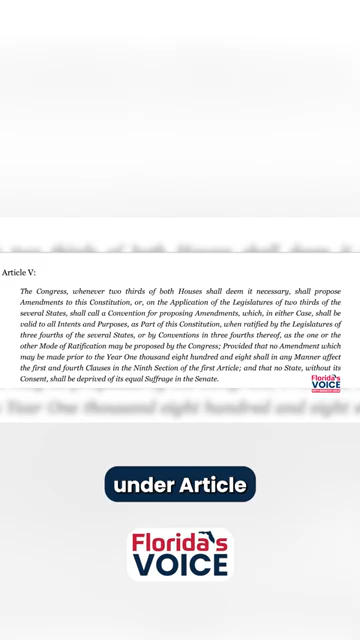 Article V:
The Congress, whenever two thirds of both Houses shall deem it necessary, shall propose
Amendments to this Constitution, or, on the Application of the Legislatures of two thirds of the
several States, shall call a Convention for proposing Amendments, which, in either Case, shall
be valid to all Intents and Purposes, as Part of this Constitution, when ratified by the Legislatures
of three fourths of the several States, or by Conventions in three fourths thereof, as the one or
the other Mode of Ratification may be proposed by the Congress; Provided that no Amendment which
may be made prior to the Year One thousand eight hundred and eight shall in any Manner affect
the first and fourth Clauses in the Ninth Section of the first Article; and that no State, without its
Consent, shall be deprived of its equal Suffrage in the Senate.
Florida's
VOICE
Year One thousand eight hundred and eight
under Article
Florida's
VOICE